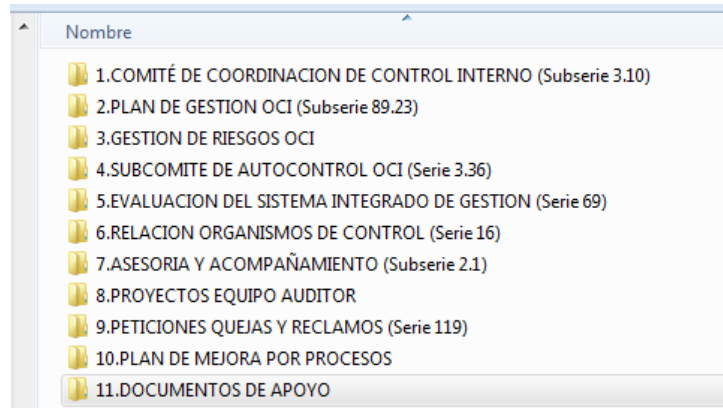 Nombre
1.COMITÉ DE COORDINACION DE CONTROL INTERNO (Subserie 3.10)
2.PLAN DE GESTION OCI (Subserie 89.23)
3.GESTION DE RIESGOS OCI
4.SUBCOMITE DE AUTOCONTROL OCI (Serie 3.36)
5.EVALUACION DEL SISTEMA INTEGRADO DE GESTION (Serie 69)
6.RELACION ORGANISMOS DE CONTROL (Serie 16)
7.ASESORIA Y ACOMPAÑAMIENTO (Subserie 2.1)
8.PROYECTOS EQUIPO AUDITOR
9.PETICIONES QUEJAS Y RECLAMOS (Serie 119)
10.PLAN DE MEJORA POR PROCESOS
11.DOCUMENTOS DE APOYO